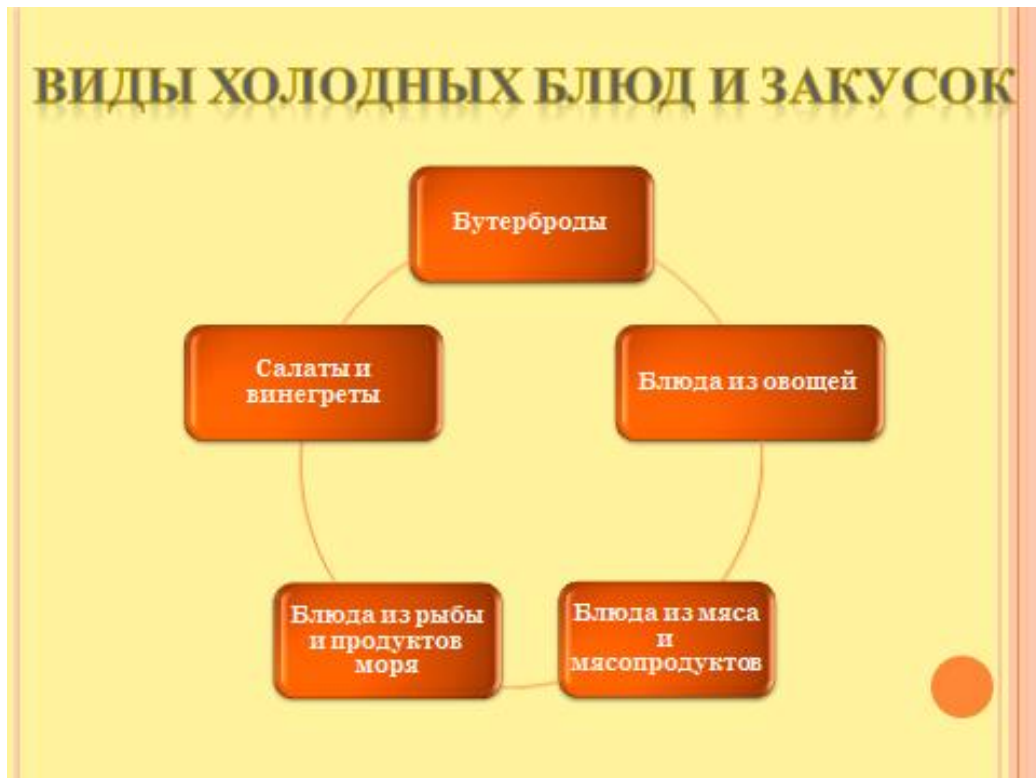 ВИДЫ ХОЛОДНЫХ БЛЮД И ЗАКУСОК
Бутерброды
Салаты и
винегреты
Блюда из овощей
Блюда из рыбы
и продуктов
моря
Блюда из мяса
и
мясопродуктов